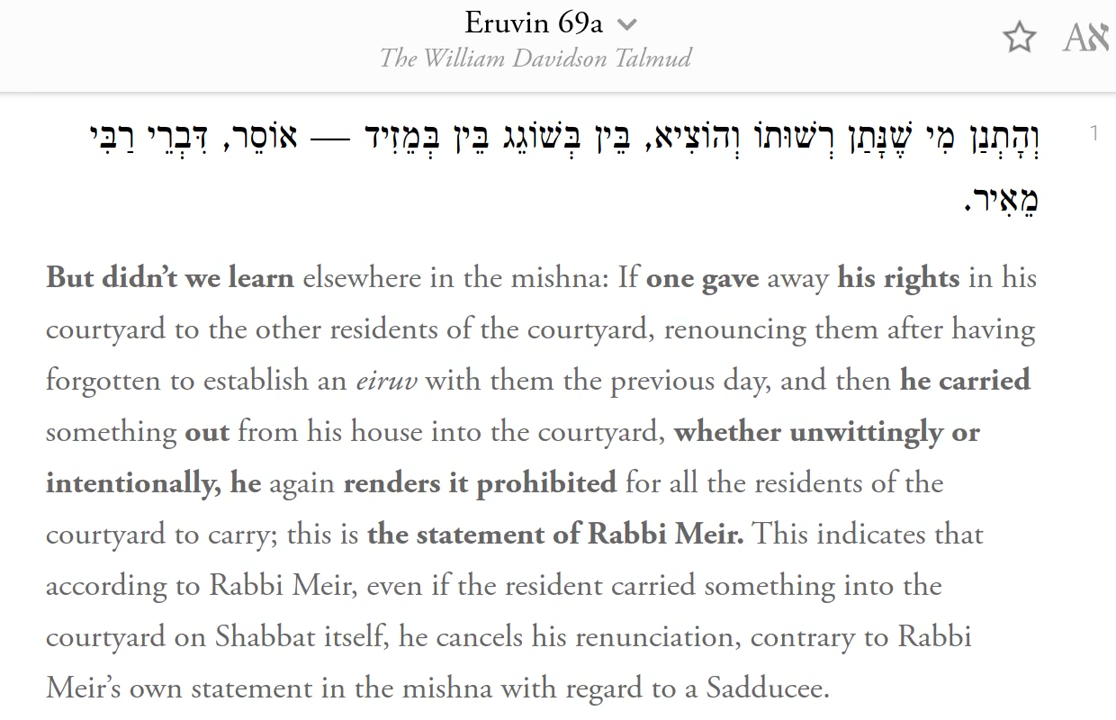 Eruvin 69a
The William Davidson Talmud
Aא
1
וְהָתְנַן מִי שֶׁנָּתַן רְשׁוּתוֹ וְהוֹצִיא, בֵּין בְּשׁוֹגֵג בֵּין בְּמֵזִיד — אוֹסֵר, דִּבְרֵי רַבִּי
מֵאִיר.
But didn’t we learn elsewhere in the mishna: If one gave away his rights in his
courtyard to the other residents of the courtyard, renouncing them after having
forgotten to establish an eiruv with them the previous day, and then he carried
something out from his house into the courtyard, whether unwittingly or
intentionally, he again renders it prohibited for all the residents of the
courtyard to carry; this is the statement of Rabbi Meir. This indicates that
according to Rabbi Meir, even if the resident carried something into the
courtyard on Shabbat itself, he cancels his renunciation, contrary to Rabbi
Meir’s own statement in the mishna with regard to a Sadducee.